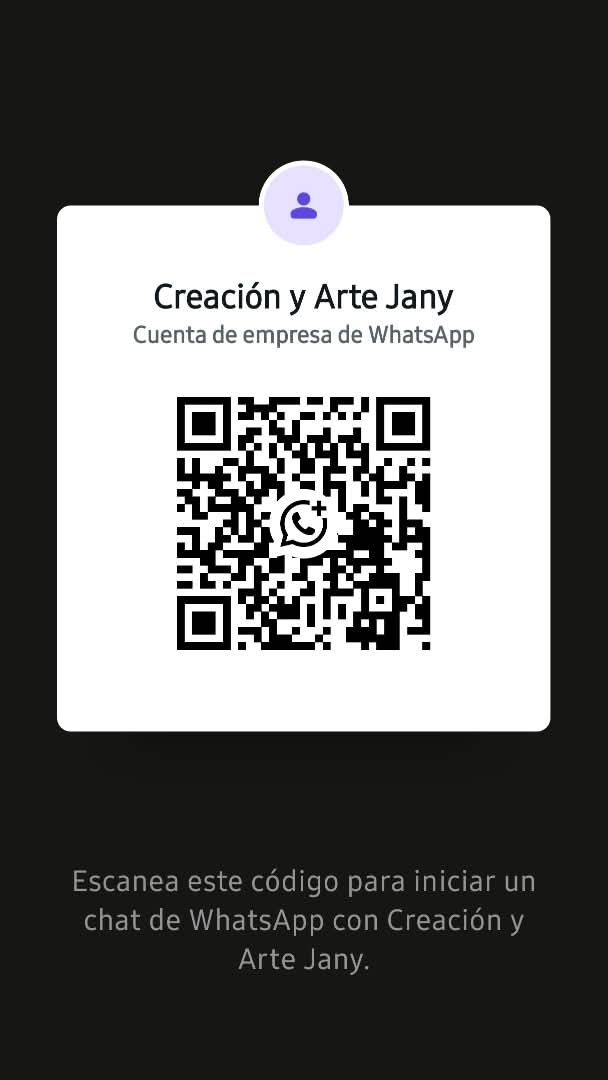 Creación y Arte Jany
Cuenta de empresa de WhatsApp
Escanea este código para iniciar un
chat de WhatsApp con Creación y
Arte Jany.